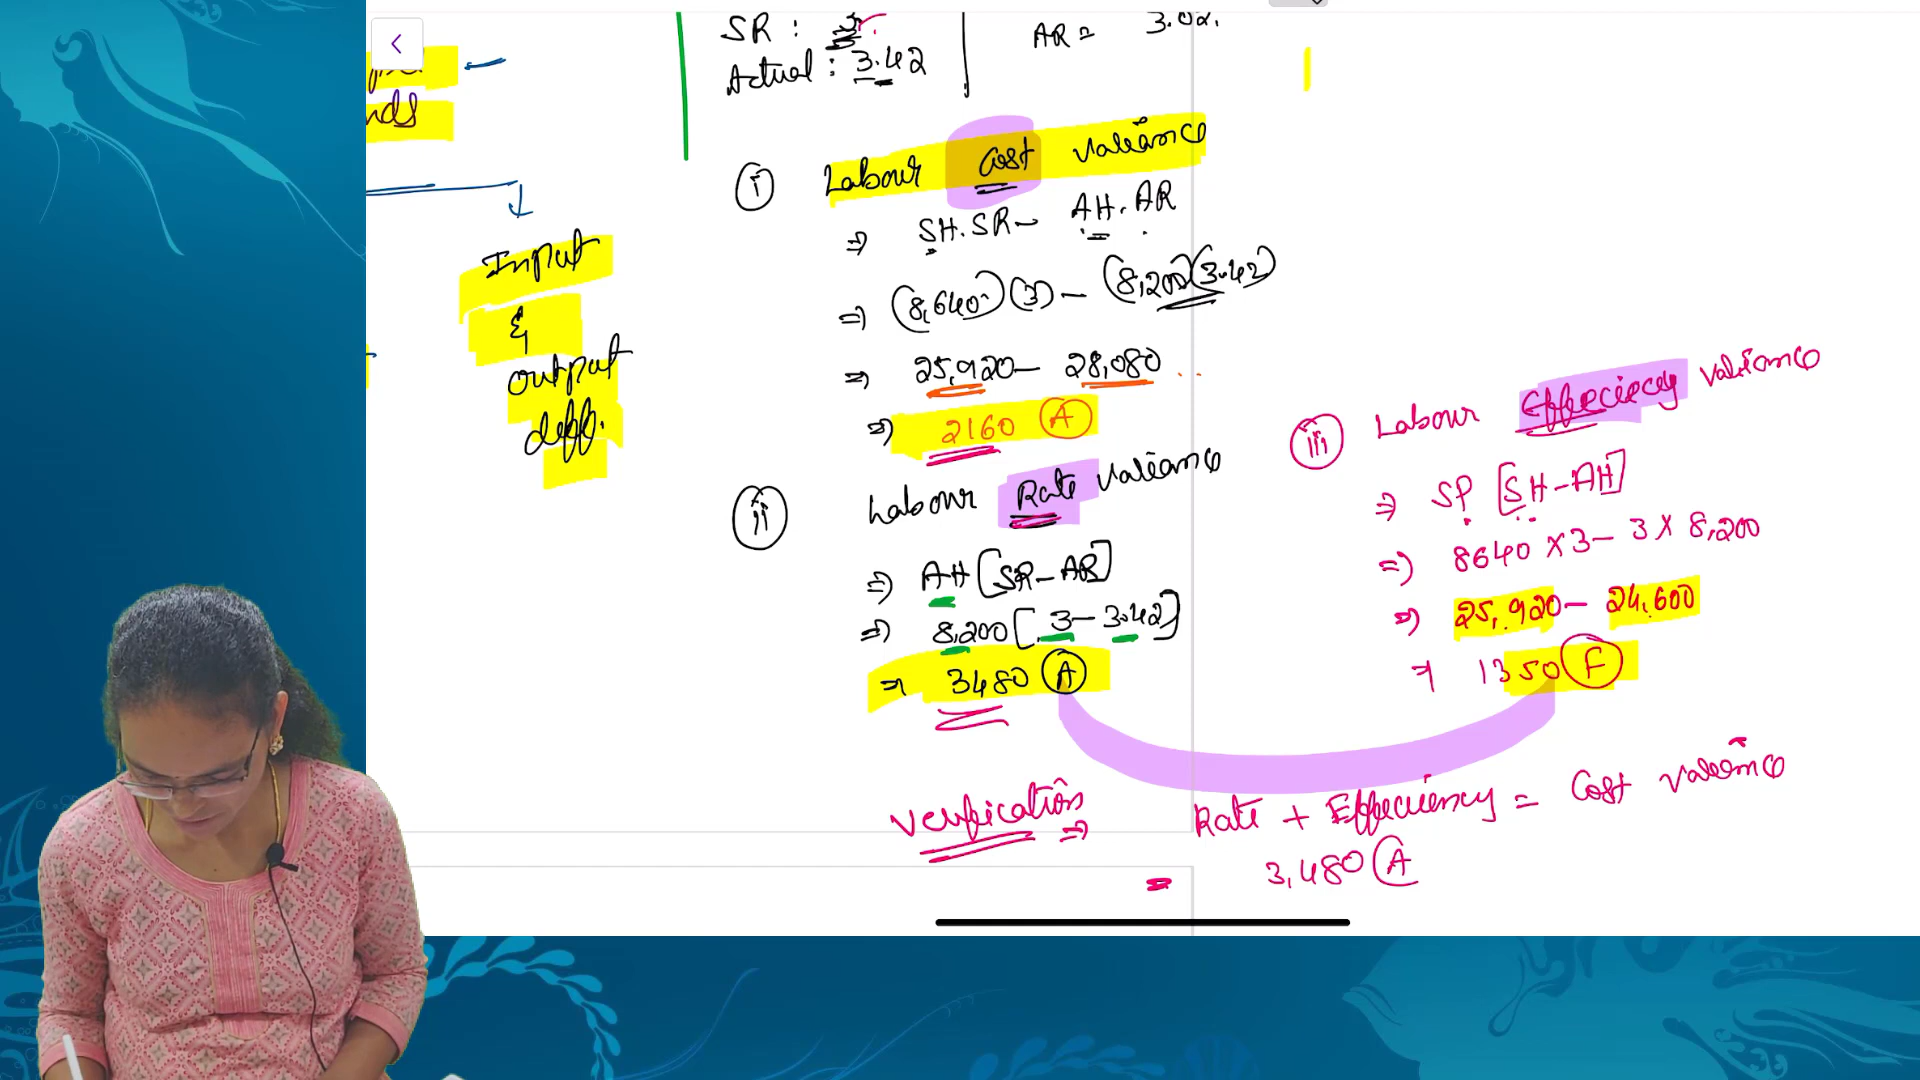 SR : 3
Actual : 3.42
AR =
nds
Input
&
output
deff.
(i) Labour Cost Variance
⇒ SH.SR - AH.AR
⇒ (8,640)(3) - (8,200)(3.42)
⇒ 25,920 - 28,080
⇒ 2160 (A)
(ii) Labour Rate Variance
⇒ AH [SR - AR]
⇒ 8,200 [3 - 3.42]
⇒ 3480 (A)
(iii) Labour Effeciecy Variance
⇒ SP [SH - AH]
⇒ 8640 × 3 - 3 × 8,200
⇒ 25,920 - 24,600
⇒ 1350 (F)
Verification ⇒ Rate + Effeciency = Cost Variance
= 3,480 (A)